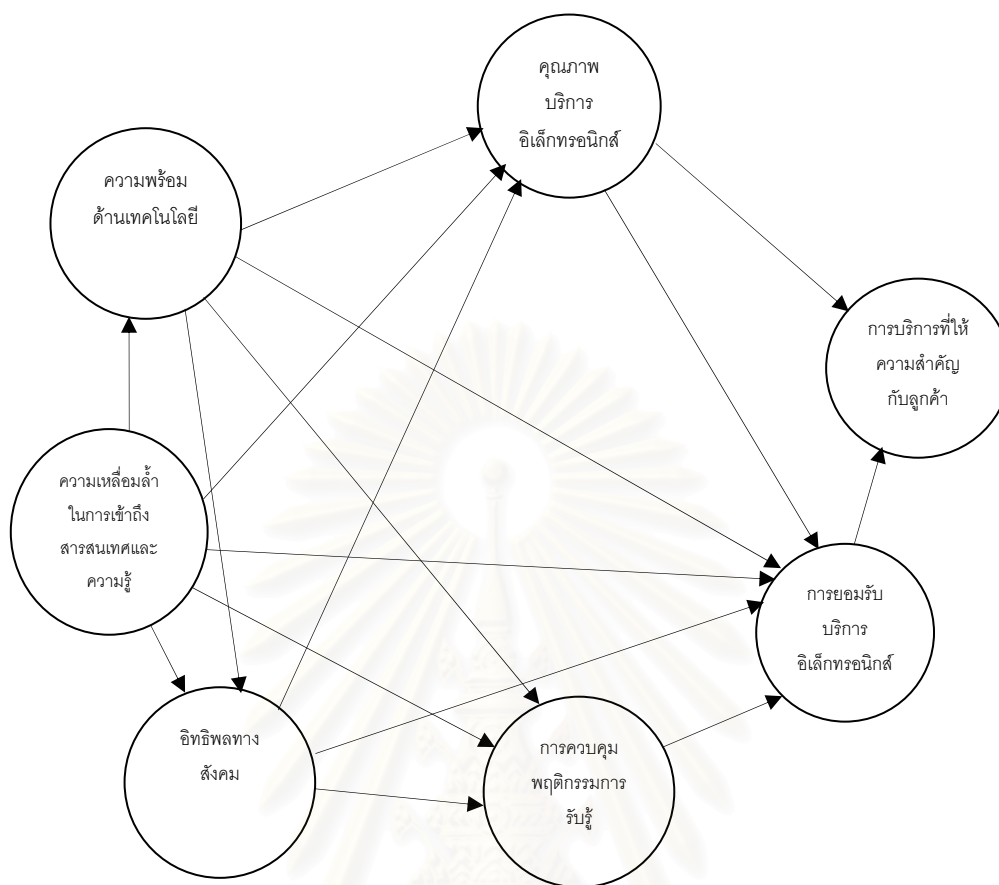 คุณภาพ
บริการ
อิเล็กทรอนิกส์
ความพร้อม
ด้านเทคโนโลยี
การบริการที่ให้
ความสำคัญ
กับลูกค้า
ความเหลื่อมล้ำ
ในการเข้าถึง
สารสนเทศและ
ความรู้
การยอมรับ
บริการ
อิเล็กทรอนิกส์
อิทธิพลทาง
สังคม
การควบคุม
พฤติกรรมการ
รับรู้